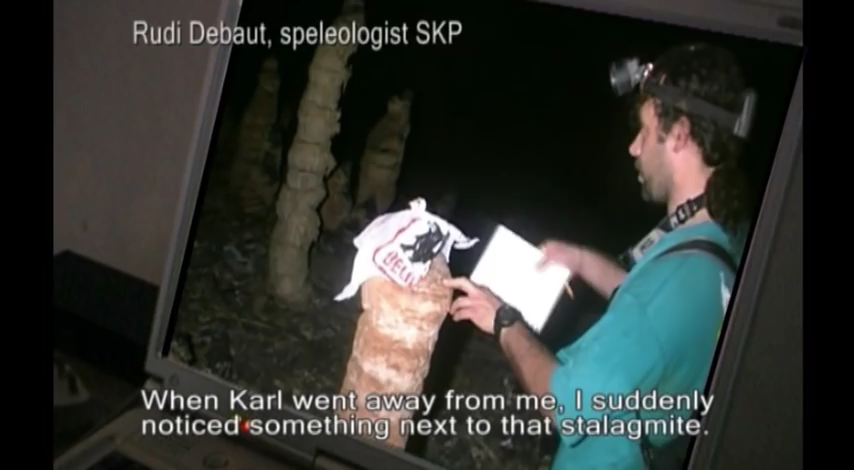 Rudi Debaut, speleologist SKP
When Karl went away from me, I suddenly
noticed something next to that stalagmite.